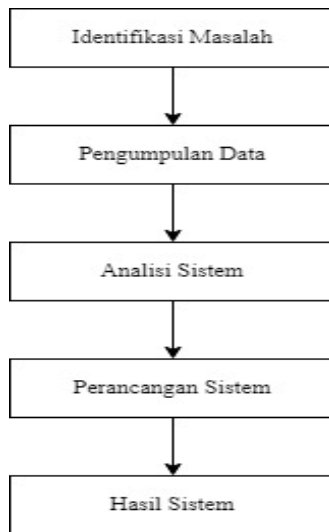 Identifikasi Masalah
Pengumpulan Data
Analisi Sistem
Perancangan Sistem
Hasil Sistem